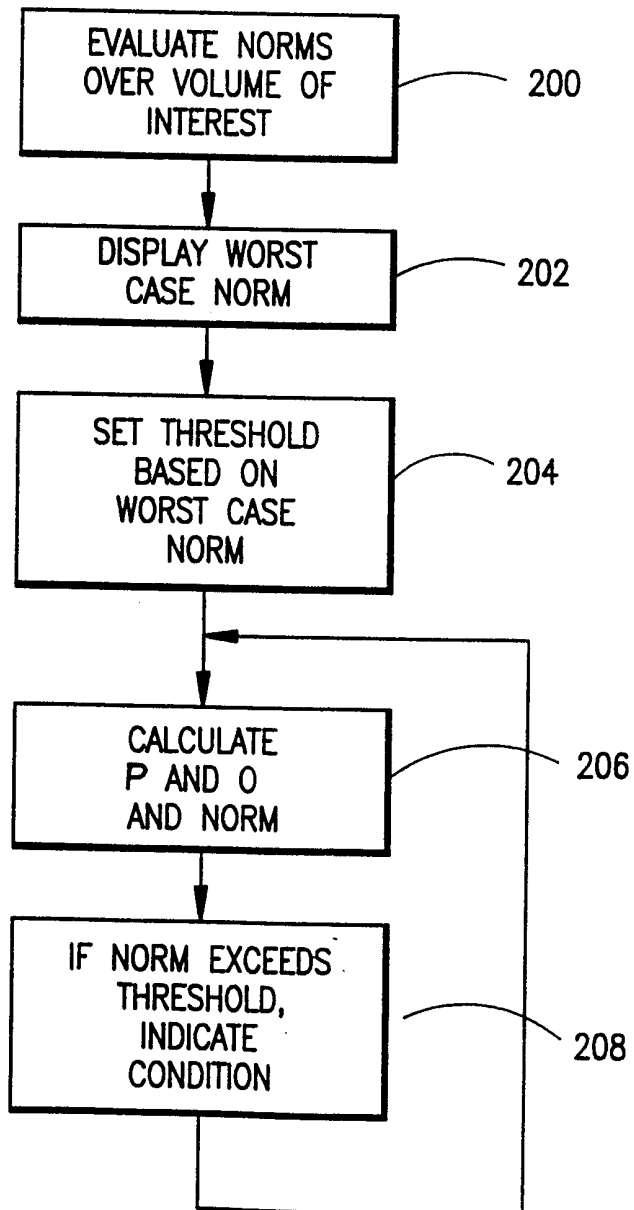 EVALUATE NORMS
OVER VOLUME OF
INTEREST
200
DISPLAY WORST
CASE NORM
202
SET THRESHOLD
BASED ON
WORST CASE
NORM
204
CALCULATE
P AND O
AND NORM
206
IF NORM EXCEEDS
THRESHOLD,
INDICATE
CONDITION
208